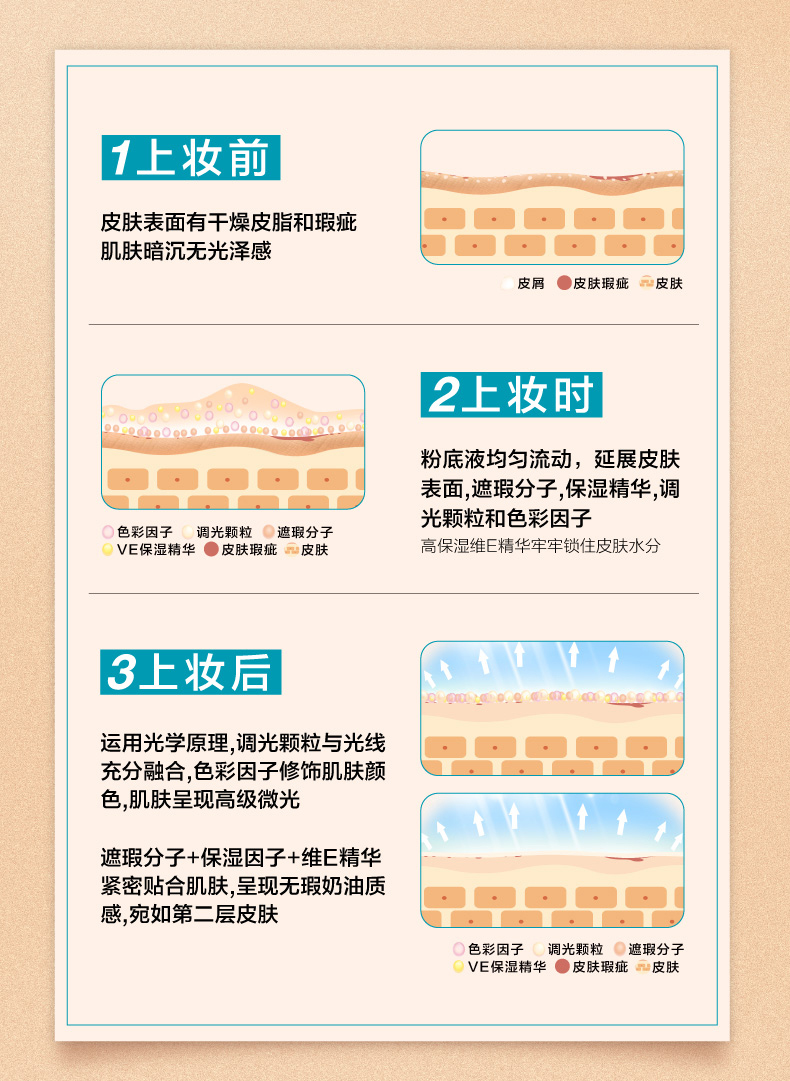 1上妆前
皮肤表面有干燥皮脂和瑕疵
肌肤暗沉无光泽感
皮屑 皮肤瑕疵 皮肤
2上妆时
粉底液均匀流动，延展皮肤
表面,遮瑕分子,保湿精华,调
光颗粒和色彩因子
高保湿维E精华牢牢锁住皮肤水分
色彩因子 调光颗粒 遮瑕分子
VE保湿精华 皮肤瑕疵 皮肤
3上妆后
运用光学原理,调光颗粒与光线
充分融合,色彩因子修饰肌肤颜
色,肌肤呈现高级微光
遮瑕分子+保湿因子+维E精华
紧密贴合肌肤,呈现无瑕奶油质
感,宛如第二层皮肤
色彩因子 调光颗粒 遮瑕分子
VE保湿精华 皮肤瑕疵 皮肤